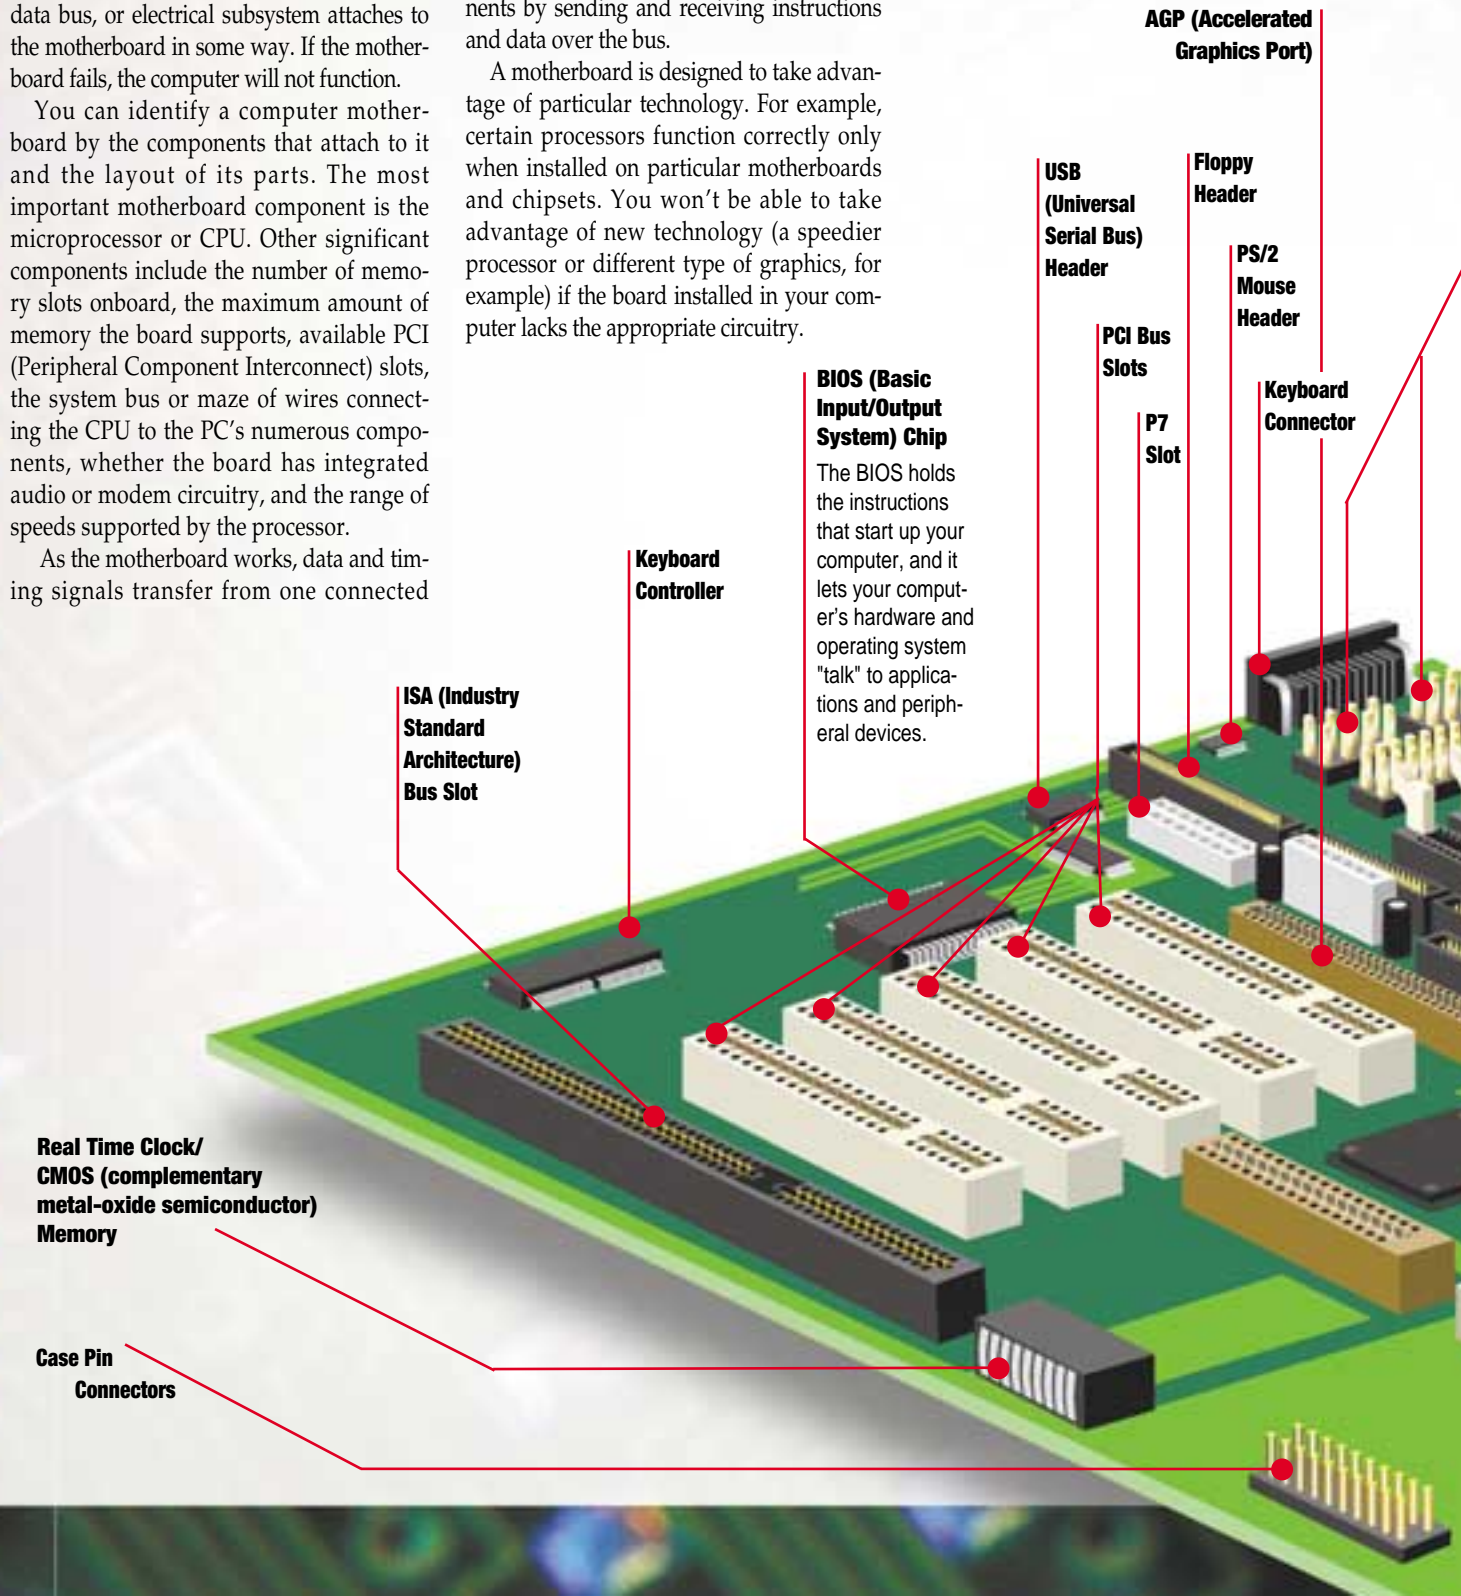 data bus, or electrical subsystem attaches to
the motherboard in some way. If the mother-
board fails, the computer will not function.
You can identify a computer mother-
board by the components that attach to it
and the layout of its parts. The most
important motherboard component is the
microprocessor or CPU. Other significant
components include the number of memo-
ry slots onboard, the maximum amount of
memory the board supports, available PCI
(Peripheral Component Interconnect) slots,
the system bus or maze of wires connect-
ing the CPU to the PC's numerous compo-
nents, whether the board has integrated
audio or modem circuitry, and the range of
speeds supported by the processor.
As the motherboard works, data and tim-
ing signals transfer from one connected
nents by sending and receiving instructions
and data over the bus.
A motherboard is designed to take advan-
tage of particular technology. For example,
certain processors function correctly only
when installed on particular motherboards
and chipsets. You won't be able to take
advantage of new technology (a speedier
processor or different type of graphics, for
example) if the board installed in your com-
puter lacks the appropriate circuitry.
AGP (Accelerated
Graphics Port)
USB
(Universal
Serial Bus)
Header
Floppy
Header
PS/2
Mouse
Header
PCI Bus
Slots
Keyboard
Connector
P7
Slot
BIOS (Basic
Input/Output
System) Chip
The BIOS holds
the instructions
that start up your
computer, and it
lets your comput-
er's hardware and
operating system
"talk" to applica-
tions and periph-
eral devices.
Keyboard
Controller
ISA (Industry
Standard
Architecture)
Bus Slot
Real Time Clock/
CMOS (complementary
metal-oxide semiconductor)
Memory
Case Pin
Connectors